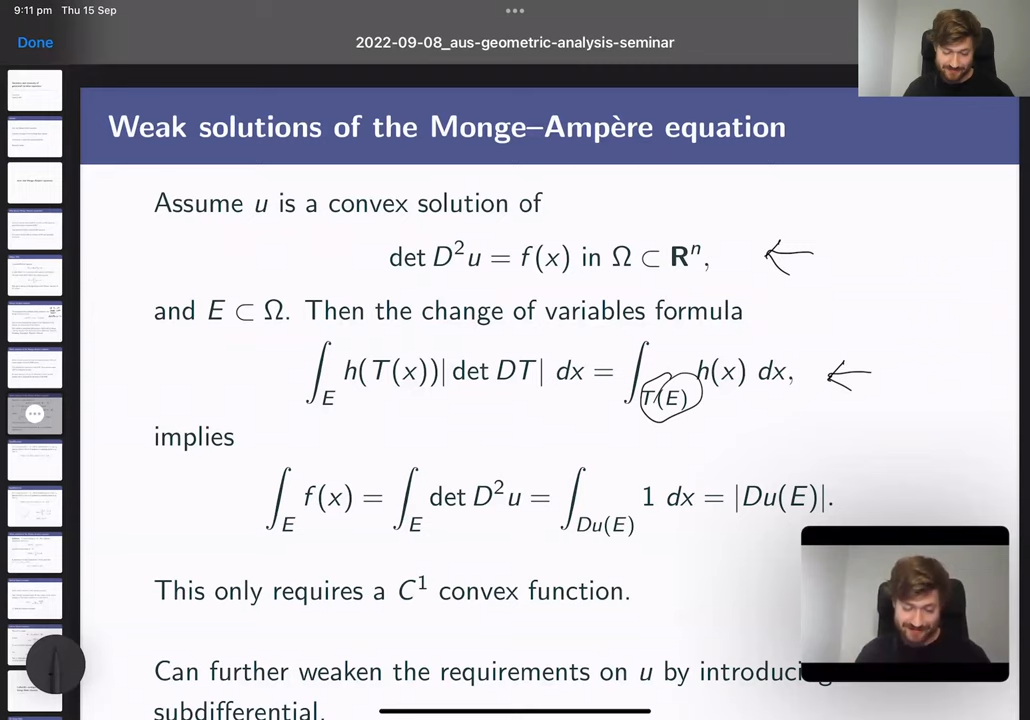 9:11 pm Thu 15 Sep
Done
2022-09-08_aus-geometric-analysis-seminar
Weak solutions of the Monge–Ampère equation
Assume u is a convex solution of
det D²u = f(x) in Ω ⊂ Rⁿ,
and E ⊂ Ω. Then the change of variables formula
∫_E h(T(x))| det DT| dx = ∫_{T(E)} h(x) dx,
implies
∫_E f(x) = ∫_E det D²u = ∫_{Du(E)} 1 dx = |Du(E)|.
This only requires a C¹ convex function.
Can further weaken the requirements on u by introducing
subdifferential.